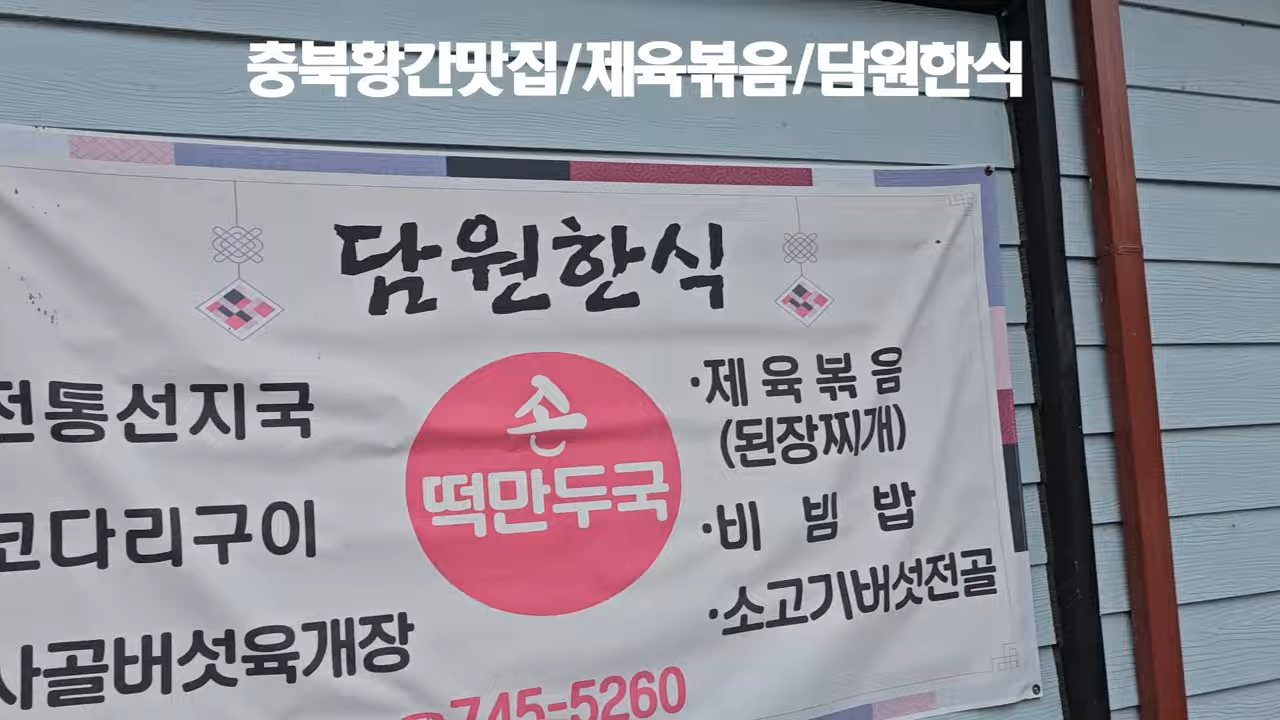 충북황간맛집/제육볶음/담원한식
담원한식
전통선지국
코다리구이
사골버섯육개장
손
떡만두국
·제육볶음
(된장찌개)
·비빔밥
·소고기버섯전골
☎745-5260